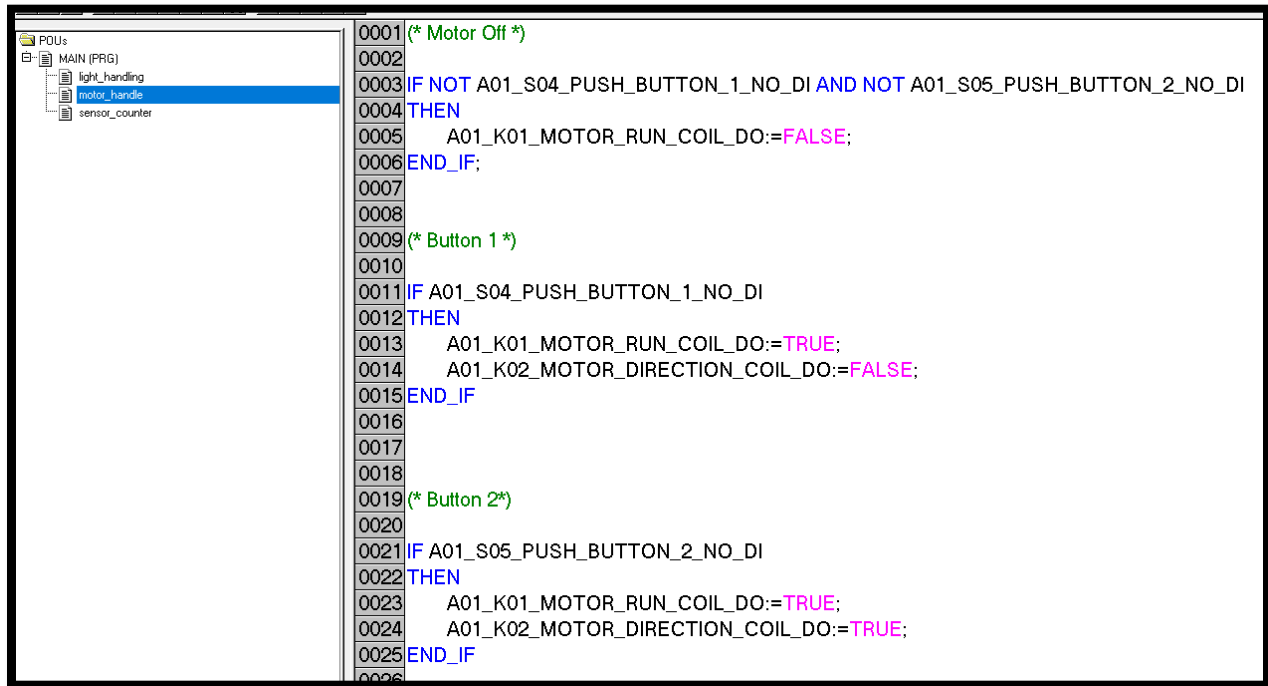 POUs
MAIN (PRG)
light_handling
motor_handle
sensor_counter
0001 (* Motor Off *)
0002
0003 IF NOT A01_S04_PUSH_BUTTON_1_NO_DI AND NOT A01_S05_PUSH_BUTTON_2_NO_DI
0004 THEN
0005 A01_K01_MOTOR_RUN_COIL_DO:=FALSE;
0006 END_IF;
0007
0008
0009 (* Button 1 *)
0010
0011 IF A01_S04_PUSH_BUTTON_1_NO_DI
0012 THEN
0013 A01_K01_MOTOR_RUN_COIL_DO:=TRUE;
0014 A01_K02_MOTOR_DIRECTION_COIL_DO:=FALSE;
0015 END_IF
0016
0017
0018
0019 (* Button 2*)
0020
0021 IF A01_S05_PUSH_BUTTON_2_NO_DI
0022 THEN
0023 A01_K01_MOTOR_RUN_COIL_DO:=TRUE;
0024 A01_K02_MOTOR_DIRECTION_COIL_DO:=TRUE;
0025 END_IF